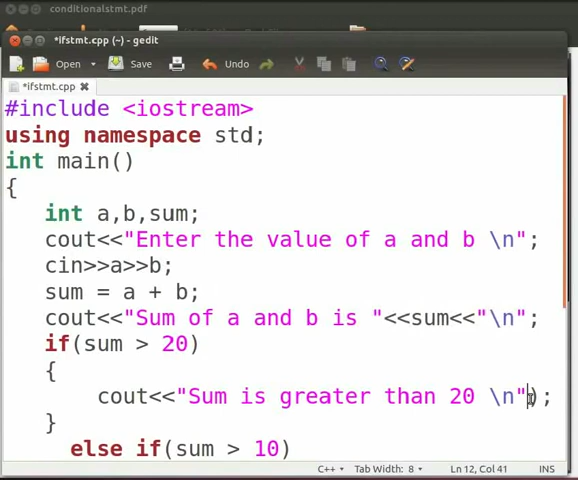 conditionalstmt.pdf
*ifstmt.cpp (~) - gedit
Open Save Undo
*ifstmt.cpp
#include <iostream>
using namespace std;
int main()
{
int a,b,sum;
cout<<"Enter the value of a and b \n";
cin>>a>>b;
sum = a + b;
cout<<"Sum of a and b is "<<sum<<"\n";
if(sum > 20)
{
cout<<"Sum is greater than 20 \n");
}
else if(sum > 10)
C++ Tab Width: 8 Ln 12, Col 41 INS